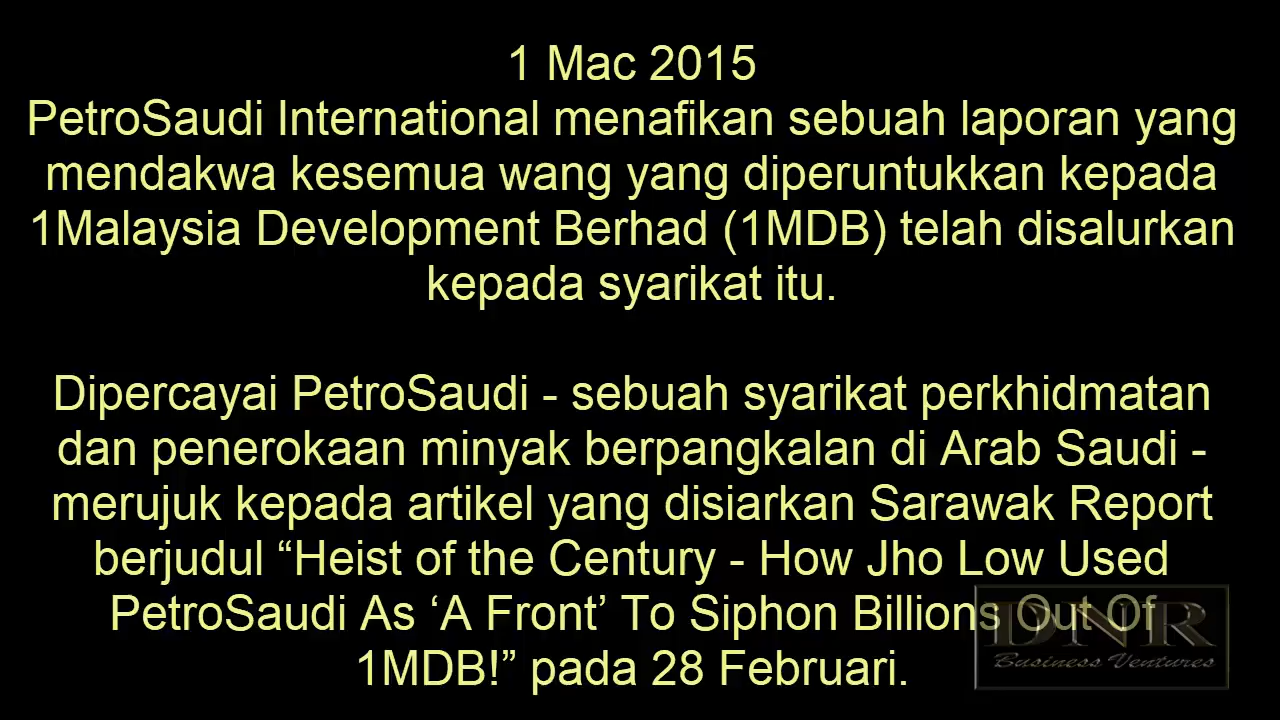 1 Mac 2015
PetroSaudi International menafikan sebuah laporan yang
mendakwa kesemua wang yang diperuntukkan kepada
1Malaysia Development Berhad (1MDB) telah disalurkan
kepada syarikat itu.
Dipercayai PetroSaudi - sebuah syarikat perkhidmatan
dan penerokaan minyak berpangkalan di Arab Saudi -
merujuk kepada artikel yang disiarkan Sarawak Report
berjudul “Heist of the Century - How Jho Low Used
PetroSaudi As ‘A Front’ To Siphon Billions Out Of
1MDB!” pada 28 Februari.
DNR
Business Ventures